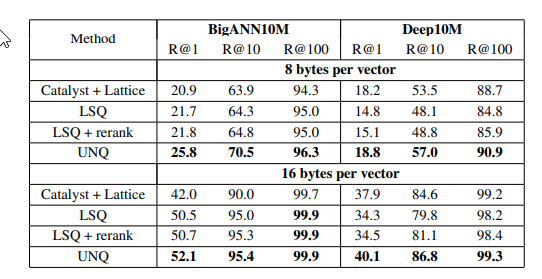 Method BigANN10M Deep10M
R@1 R@10 R@100 R@1 R@10 R@100
8 bytes per vector
Catalyst + Lattice 20.9 63.9 94.3 18.2 53.5 88.7
LSQ 21.7 64.3 95.0 14.8 48.1 84.8
LSQ + rerank 21.8 64.8 95.0 15.1 48.8 85.9
UNQ 25.8 70.5 96.3 18.8 57.0 90.9
16 bytes per vector
Catalyst + Lattice 42.0 90.0 99.7 37.9 84.6 99.2
LSQ 50.5 95.0 99.9 34.3 79.8 98.2
LSQ + rerank 50.7 95.3 99.9 34.5 81.1 98.4
UNQ 52.1 95.4 99.9 40.1 86.8 99.3